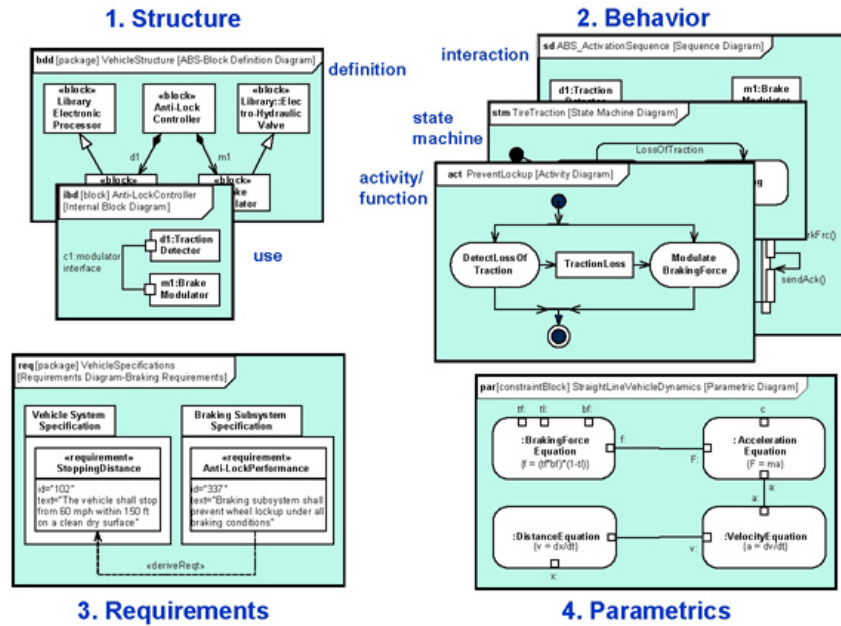 1. Structure
bdd [package] VehicleStructure [ABS-Block Definition Diagram]
definition
«block»
Library
Electronic
Processor
«block»
Anti-Lock
Controller
«block»
Library::Elec-
tro-Hydraulic
Valve
d1
m1
«block»
«block»
ibd [block] Anti-LockController
[Internal Block Diagram]
use
c1:modulator
interface
d1:Traction
Detector
m1:Brake
Modulator
2. Behavior
interaction
sd ABS_ActivationSequence [Sequence Diagram]
d1:Traction
m1:Brake
state
machine
stm TireTraction [State Machine Diagram]
LossOfTraction
activity/
function
act PreventLockup [Activity Diagram]
DetectLossOf
Traction
TractionLoss
Modulate
BrakingForce
sendAck()
req [package] VehicleSpecifications
[Requirements Diagram-Braking Requirements]
Vehicle System
Specification
Braking Subsystem
Specification
«requirement»
StoppingDistance
id="102"
text="The vehicle shall stop
from 60 mph within 150 ft
on a clean dry surface"
«requirement»
Anti-LockPerformance
id="337"
text="Braking subsystem shall
prevent wheel lockup under all
braking conditions"
«deriveReqt»
3. Requirements
par [constraintBlock] StraightLineVehicleDynamics [Parametric Diagram]
tf:
tl:
bf:
c
:BrakingForce
Equation
{f = (tf*bf)*(1-tl)}
f:
F:
: Acceleration
Equation
{F = ma}
a:
a:
:DistanceEquation
{v = dx/dt}
v:
:VelocityEquation
{a = dv/dt}
x:
4. Parametrics